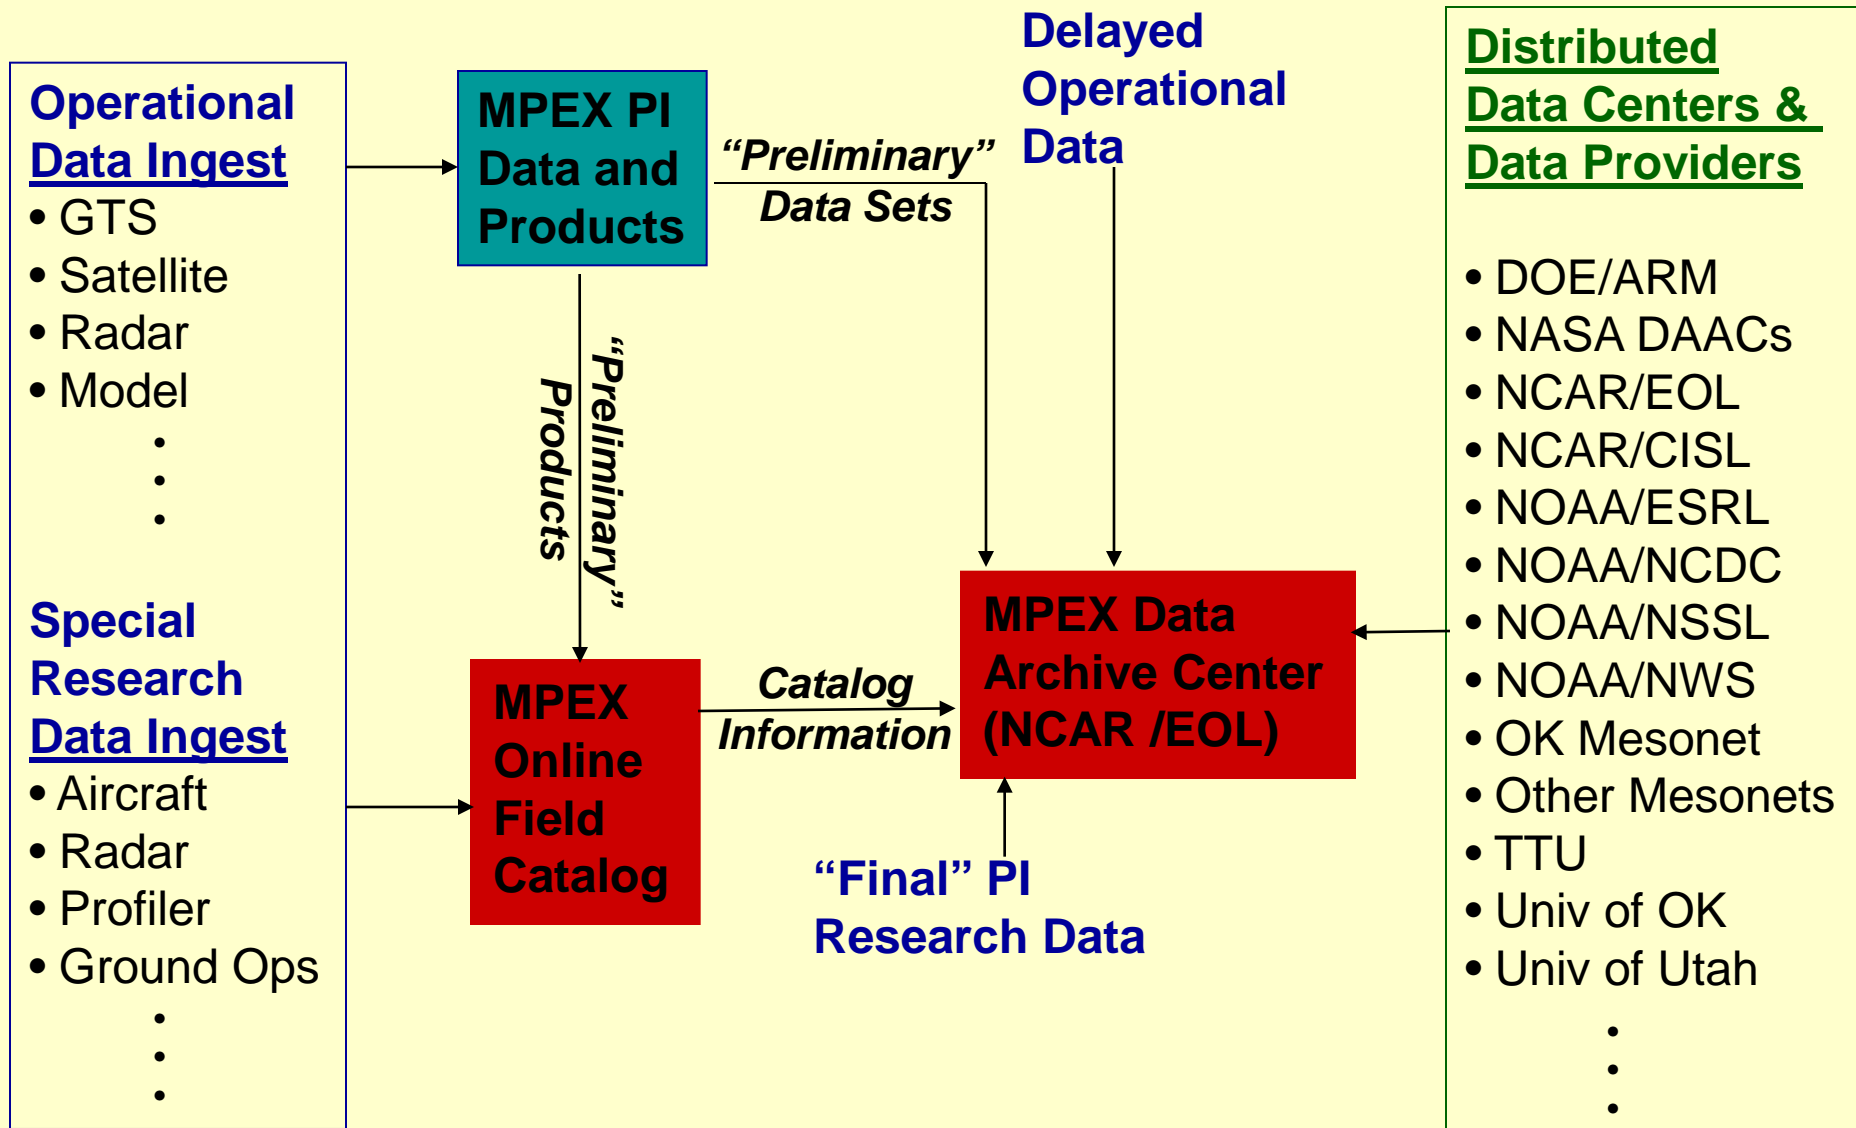 Operational
Data Ingest
• GTS
• Satellite
• Radar
• Model
•
•
•
Special
Research
Data Ingest
• Aircraft
• Radar
• Profiler
• Ground Ops
•
•
•
MPEX PI
Data and
Products
“Preliminary”
Data Sets
“Preliminary”
Products
MPEX
Online
Field
Catalog
Catalog
Information
Delayed
Operational
Data
MPEX Data
Archive Center
(NCAR /EOL)
“Final” PI
Research Data
Distributed
Data Centers &
Data Providers
• DOE/ARM
• NASA DAACs
• NCAR/EOL
• NCAR/CISL
• NOAA/ESRL
• NOAA/NCDC
• NOAA/NSSL
• NOAA/NWS
• OK Mesonet
• Other Mesonets
• TTU
• Univ of OK
• Univ of Utah
•
•
•